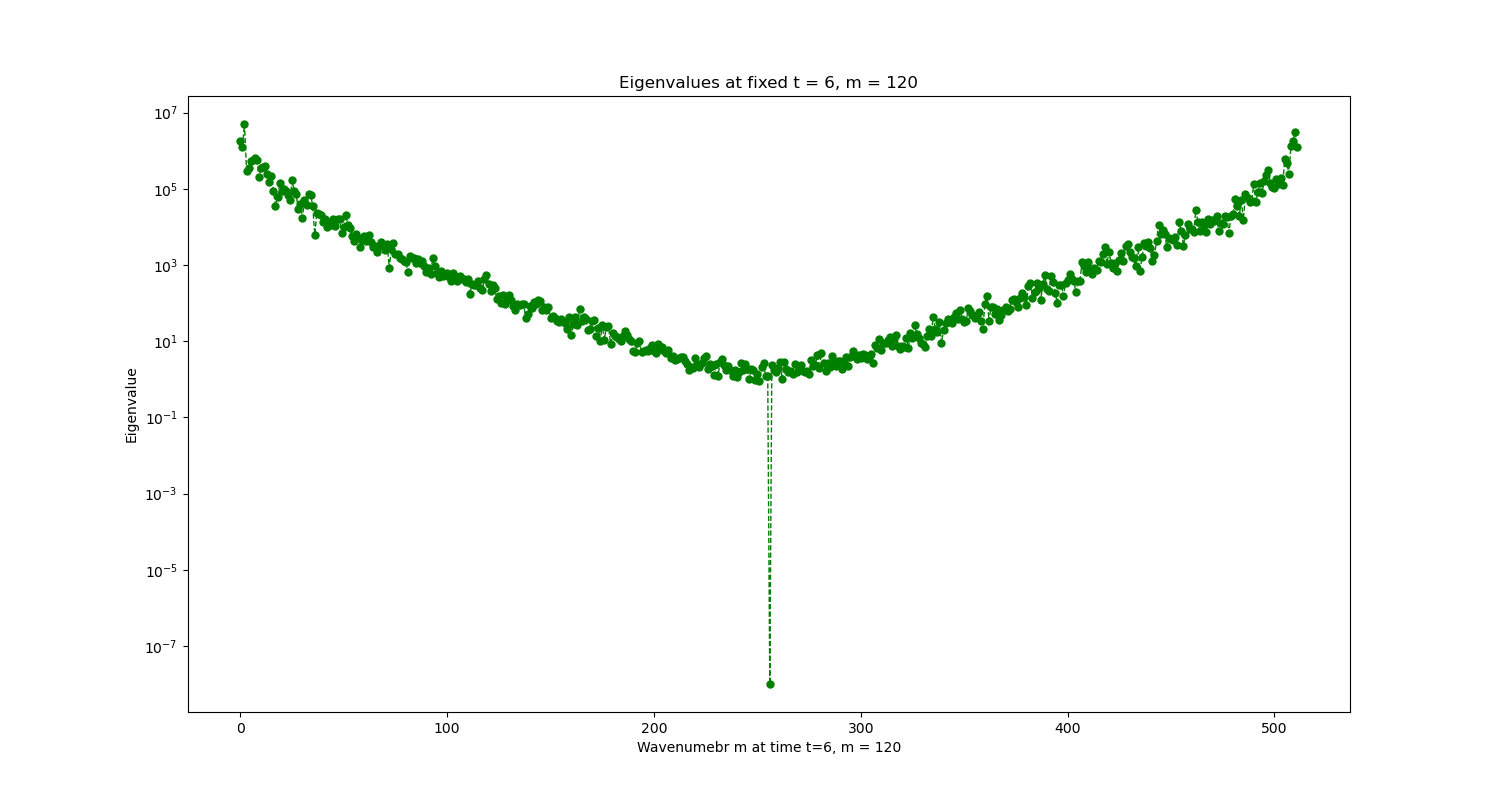 Eigenvalues at fixed t = 6, m = 120
10^7
10^5
10^3
10^1
10^-1
10^-3
10^-5
10^-7
Eigenvalue
0 100 200 300 400 500
Wavenumebr m at time t=6, m = 120